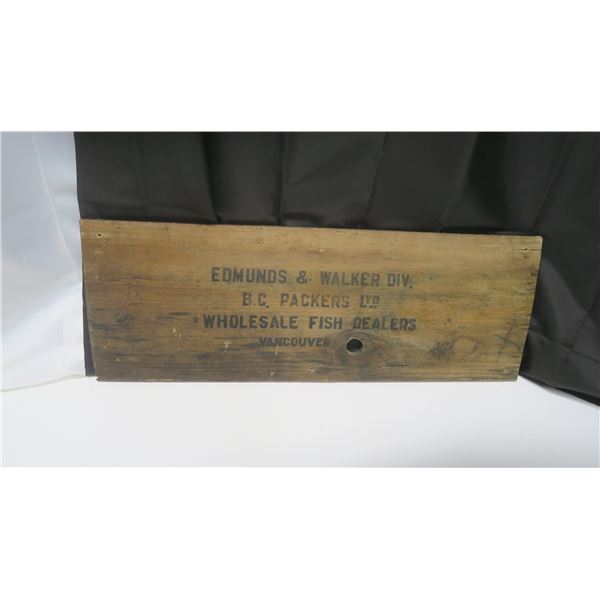 EDMUNDS & WALKER DIV.
B.C. PACKERS LTD
WHOLESALE FISH DEALERS
VANCOUVER